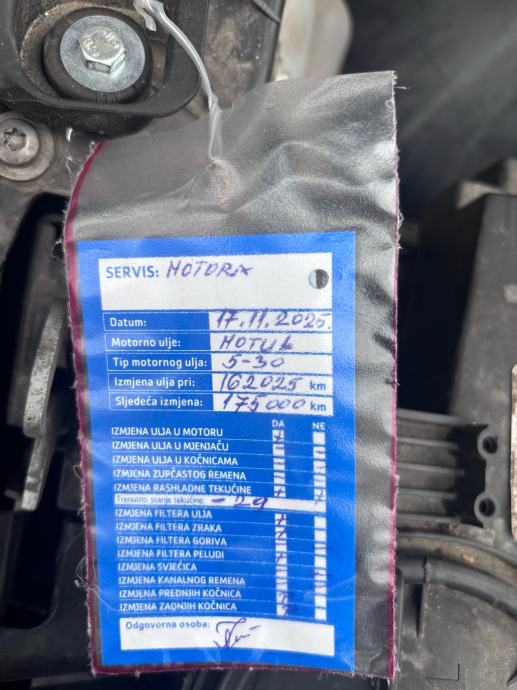 SERVIS: MOTORIX
Datum: 17.11.2025.
Motorno ulje: MOTUL
Tip motornog ulja: 5-30
Izmjena ulja pri: 162025 km
Sljedeća izmjena: 175000 km
DA NE
IZMJENA ULJA U MOTORU
IZMJENA ULJA U MJENJAČU
IZMJENA ULJA U KOČNICAMA
IZMJENA ZUPČASTOG REMENA
IZMJENA RASHLADNE TEKUĆINE
Trenutno stanje tekućine: -29
IZMJENA FILTERA ULJA
IZMJENA FILTERA ZRAKA
IZMJENA FILTERA GORIVA
IZMJENA FILTERA PELUDI
IZMJENA SVJEĆICA
IZMJENA KANALNOG REMENA
IZMJENA PREDNJIH KOČNICA
IZMJENA ZADNJIH KOČNICA
Odgovorna osoba: